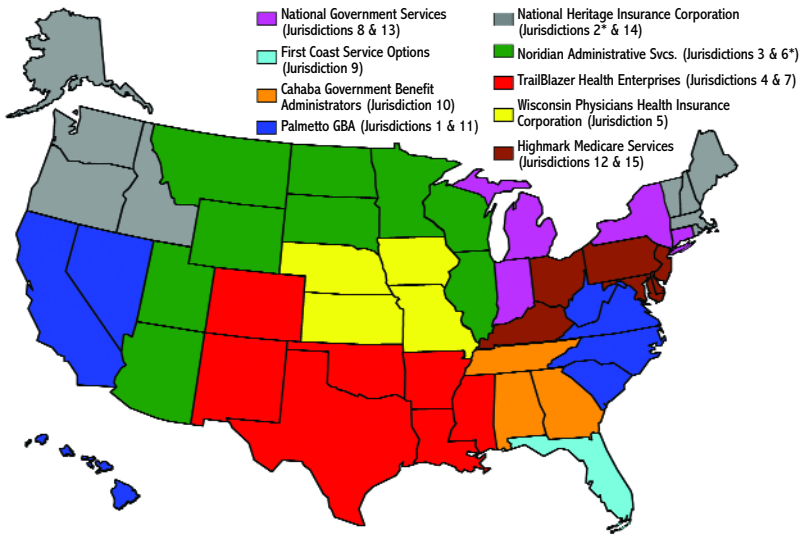 National Government Services
(Jurisdictions 8 & 13)
First Coast Service Options
(Jurisdiction 9)
Cahaba Government Benefit
Administrators (Jurisdiction 10)
Palmetto GBA (Jurisdictions 1 & 11)
National Heritage Insurance Corporation
(Jurisdictions 2* & 14)
Noridian Administrative Svcs. (Jurisdictions 3 & 6*)
TrailBlazer Health Enterprises (Jurisdictions 4 & 7)
Wisconsin Physicians Health Insurance
Corporation (Jurisdiction 5)
Highmark Medicare Services
(Jurisdictions 12 & 15)